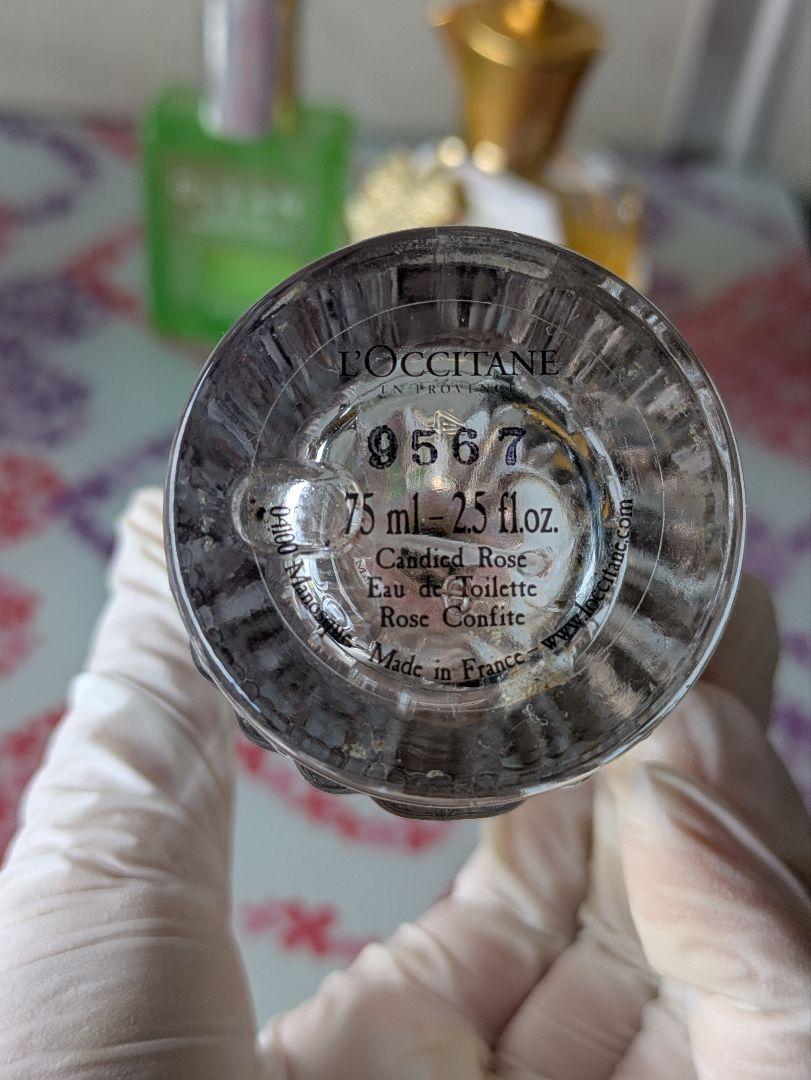 L'OCCITANE
EN PROVENCE
9567
75 ml – 2.5 fl.oz.
Candied Rose
Eau de Toilette
Rose Confite
04100 Manosque - Made in France – www.loccitane.com